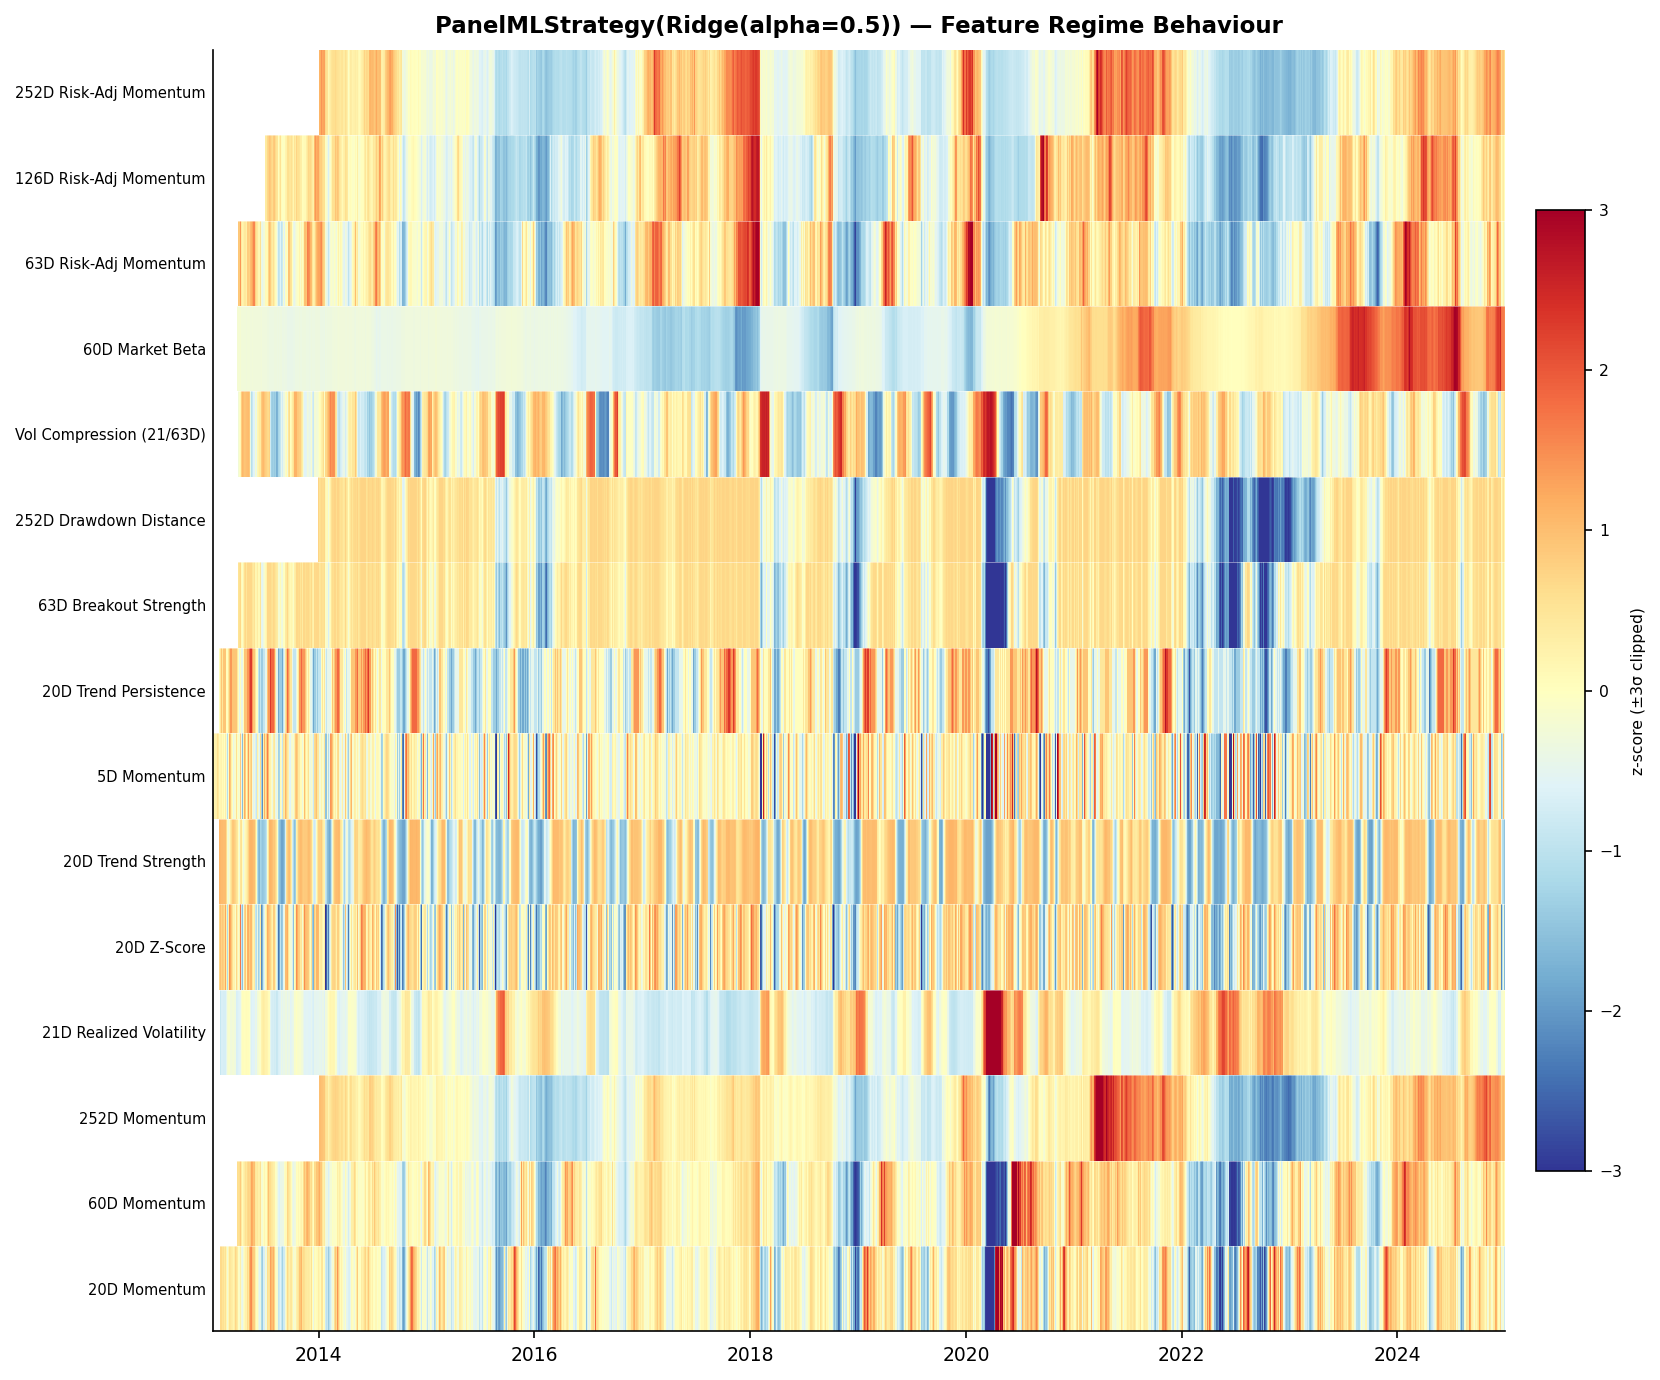 PanelMLStrategy(Ridge(alpha=0.5)) — Feature Regime Behaviour
252D Risk-Adj Momentum
126D Risk-Adj Momentum
63D Risk-Adj Momentum
60D Market Beta
Vol Compression (21/63D)
252D Drawdown Distance
63D Breakout Strength
20D Trend Persistence
5D Momentum
20D Trend Strength
20D Z-Score
21D Realized Volatility
252D Momentum
60D Momentum
20D Momentum
2014 2016 2018 2020 2022 2024
3
2
1
0
−1
−2
−3
z-score (±3σ clipped)